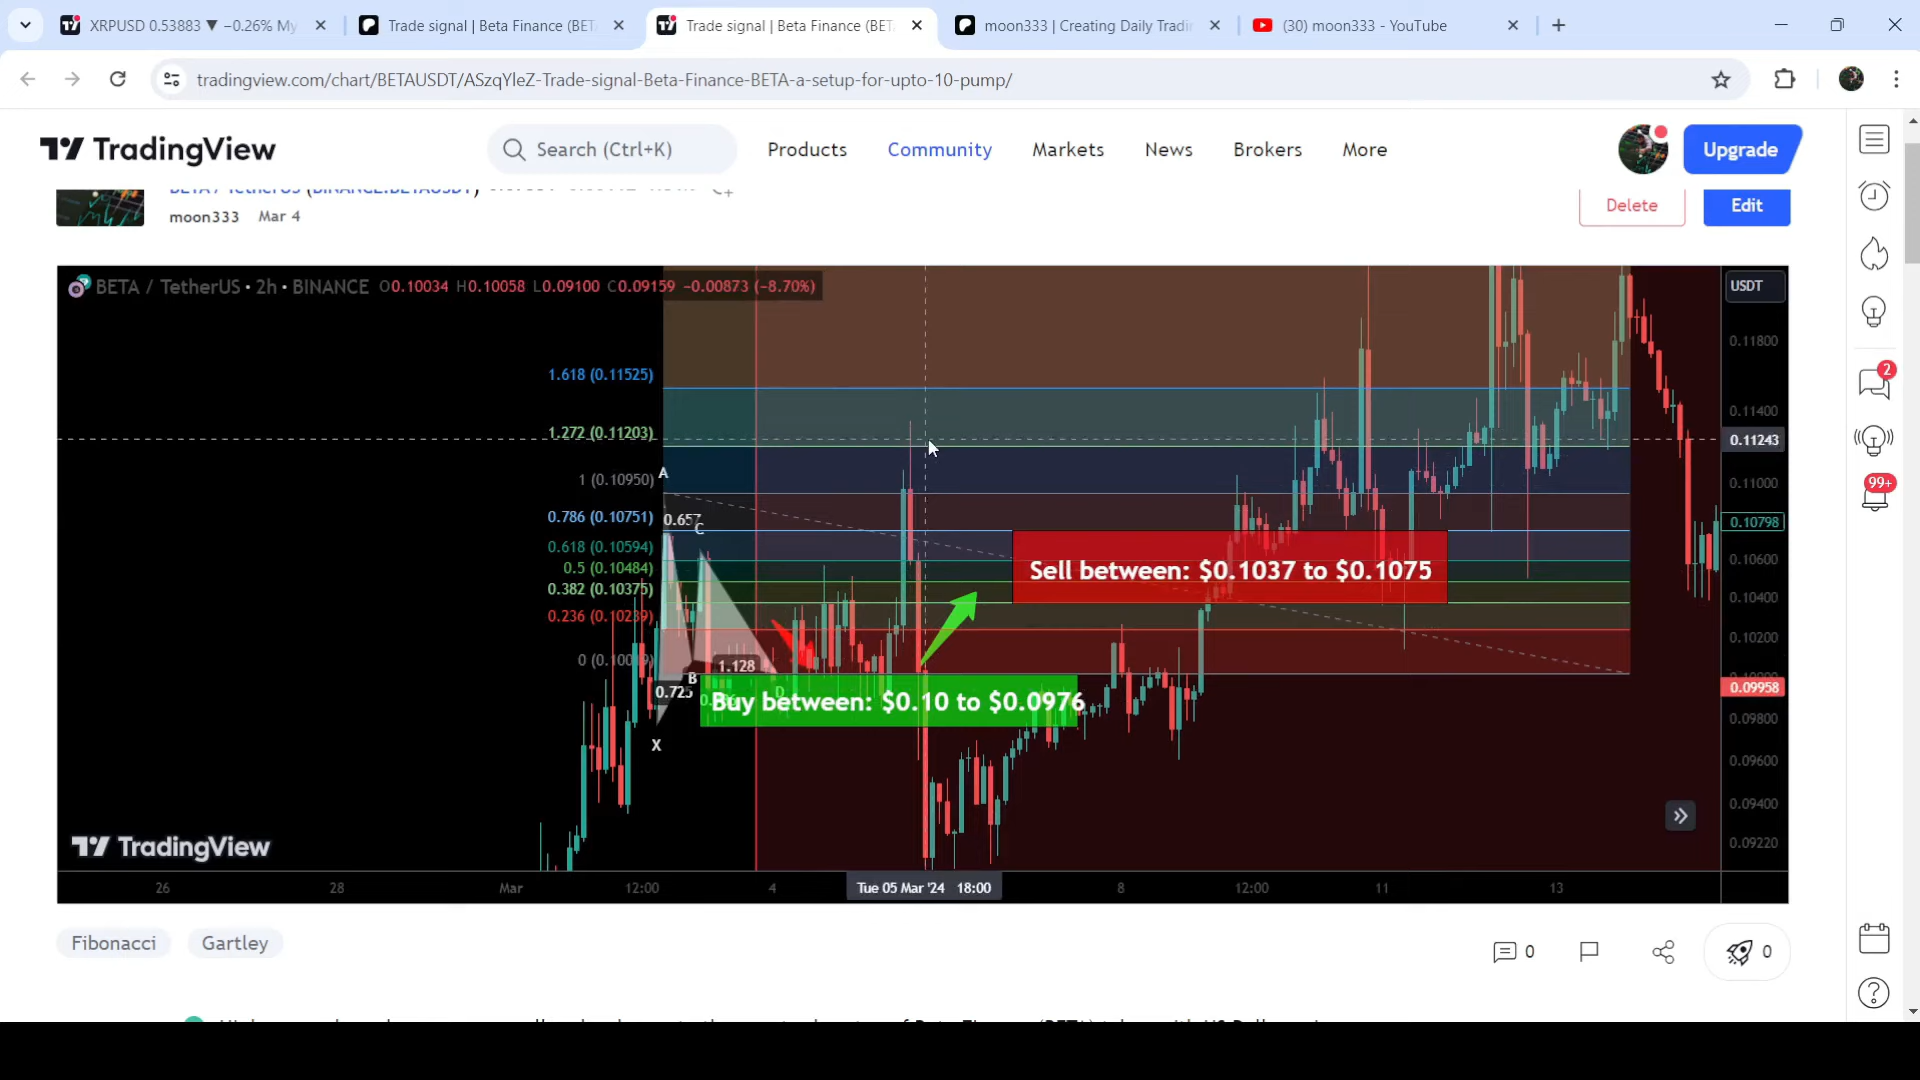 XRPUSD 0.53883 ▼ −0.26% My
Trade signal | Beta Finance (BET
Trade signal | Beta Finance (BET
moon333 | Creating Daily Tradin
(30) moon333 - YouTube
tradingview.com/chart/BETAUSDT/ASzqYleZ-Trade-signal-Beta-Finance-BETA-a-setup-for-upto-10-pump/
TradingView
Search (Ctrl+K)
Products
Community
Markets
News
Brokers
More
Upgrade
BETA / TetherUS (BINANCE:BETAUSDT)
moon333 Mar 4
Delete
Edit
BETA / TetherUS • 2h • BINANCE O0.10034 H0.10058 L0.09100 C0.09159 −0.00873 (−8.70%)
USDT
0.11800
1.618 (0.11525)
0.11400
1.272 (0.11203)
0.11243
A
1 (0.10950)
0.11000
0.786 (0.10751)
0.657
C
0.10798
0.618 (0.10594)
0.10600
0.5 (0.10484)
Sell between: $0.1037 to $0.1075
0.382 (0.10375)
0.10400
0.236 (0.10239)
0.10200
1.128
B
0.725
D
0.09958
Buy between: $0.10 to $0.0976
0.09800
X
0.09600
0.09400
0.09220
TradingView
26
28
Mar
12:00
4
Tue 05 Mar '24 18:00
8
12:00
11
13
Fibonacci
Gartley
0
0
2
99+